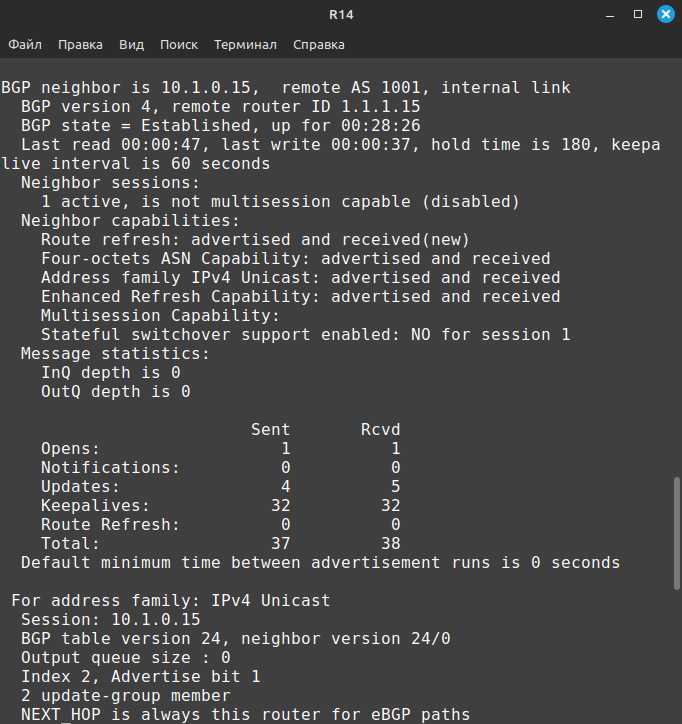 R14
Файл Правка Вид Поиск Терминал Справка
BGP neighbor is 10.1.0.15,  remote AS 1001, internal link
  BGP version 4, remote router ID 1.1.1.15
  BGP state = Established, up for 00:28:26
  Last read 00:00:47, last write 00:00:37, hold time is 180, keepa
live interval is 60 seconds
  Neighbor sessions:
    1 active, is not multisession capable (disabled)
  Neighbor capabilities:
    Route refresh: advertised and received(new)
    Four-octets ASN Capability: advertised and received
    Address family IPv4 Unicast: advertised and received
    Enhanced Refresh Capability: advertised and received
    Multisession Capability:
    Stateful switchover support enabled: NO for session 1
  Message statistics:
    InQ depth is 0
    OutQ depth is 0
                         Sent       Rcvd
    Opens:                  1          1
    Notifications:          0          0
    Updates:                4          5
    Keepalives:            32         32
    Route Refresh:          0          0
    Total:                 37         38
  Default minimum time between advertisement runs is 0 seconds
 For address family: IPv4 Unicast
  Session: 10.1.0.15
  BGP table version 24, neighbor version 24/0
  Output queue size : 0
  Index 2, Advertise bit 1
  2 update-group member
  NEXT_HOP is always this router for eBGP paths